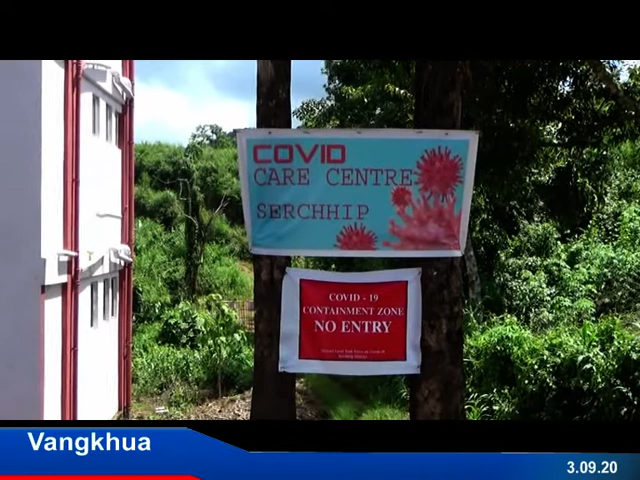 COVID
CARE CENTRE
SERCHHIP
COVID - 19
CONTAINMENT ZONE
NO ENTRY
Vangkhua
3.09.20